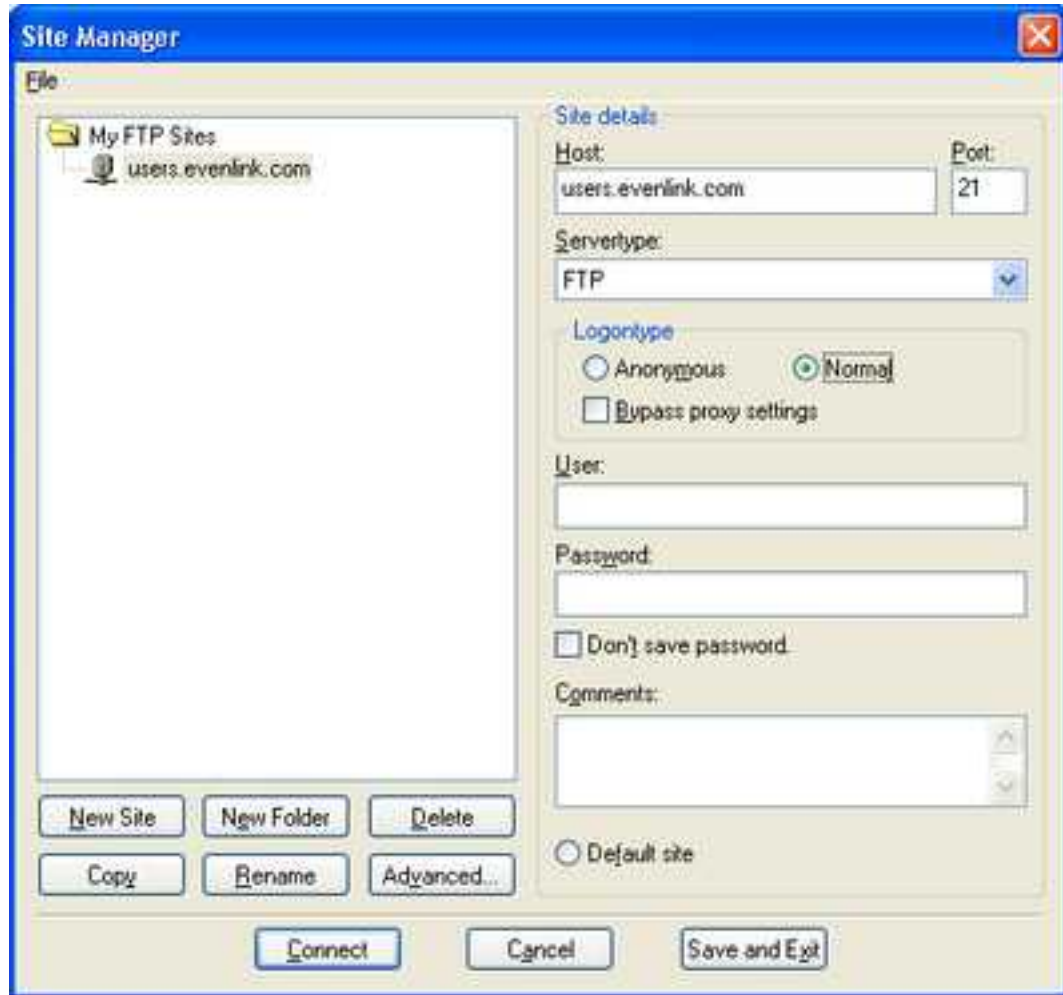 Site Manager
File
My FTP Sites
users.evenlink.com
New Site
New Folder
Delete
Copy
Rename
Advanced...
Site details
Host:
Port:
users.evenlink.com
21
Servertype:
FTP
Logontype
Anonymous
Normal
Bypass proxy settings
User:
Password:
Don't save password
Comments:
Default site
Connect
Cancel
Save and Exit